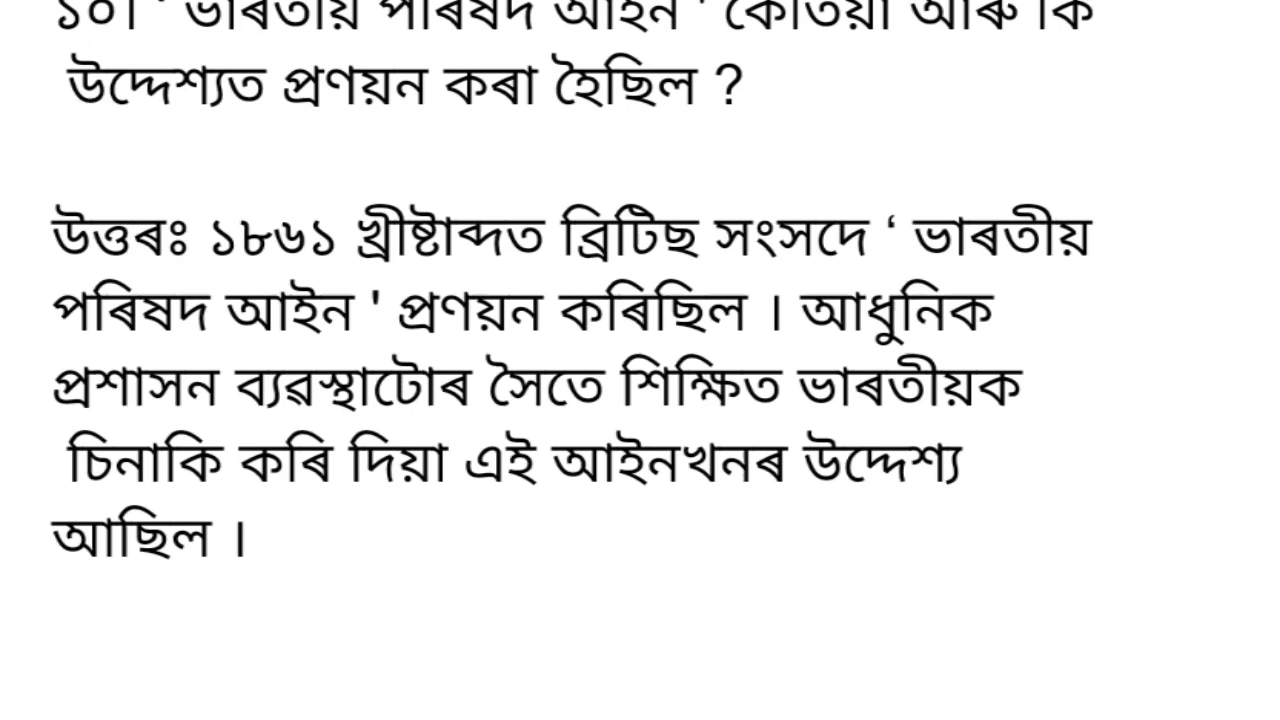 ১০। ‘ ভাৰতীয় পৰিষদ আইন ' কেতিয়া আৰু কি
উদ্দেশ্যত প্ৰণয়ন কৰা হৈছিল ?
উত্তৰঃ ১৮৬১ খ্ৰীষ্টাব্দত ব্ৰিটিছ সংসদে ‘ ভাৰতীয়
পৰিষদ আইন ' প্ৰণয়ন কৰিছিল । আধুনিক
প্ৰশাসন ব্যৱস্থাটোৰ সৈতে শিক্ষিত ভাৰতীয়ক
চিনাকি কৰি দিয়া এই আইনখনৰ উদ্দেশ্য
আছিল ।